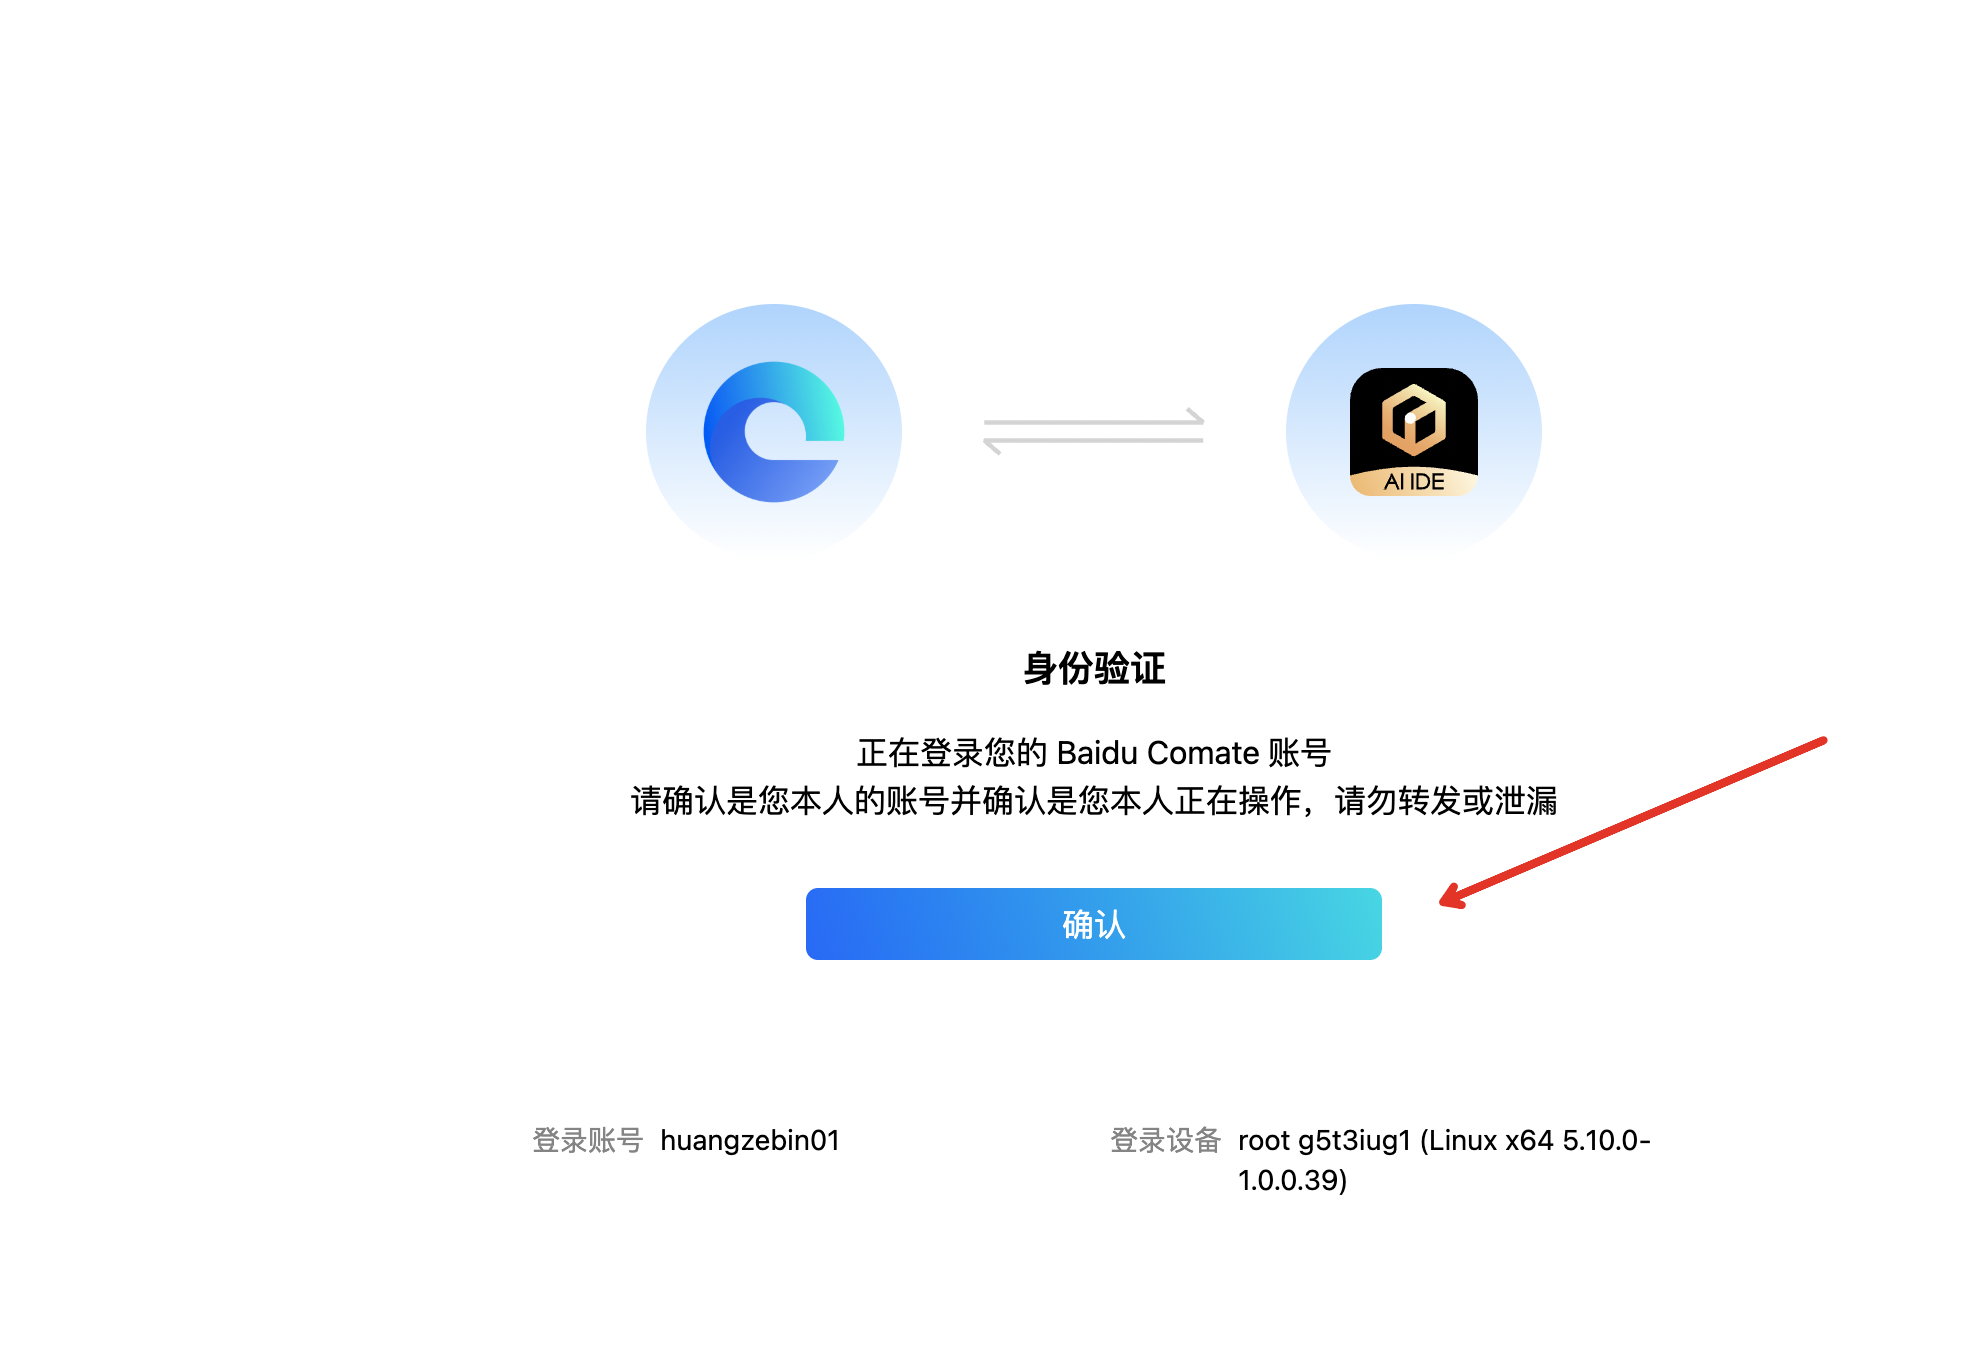 AI IDE
身份验证
正在登录您的 Baidu Comate 账号
请确认是您本人的账号并确认是您本人正在操作，请勿转发或泄漏
确认
登录账号 huangzebin01
登录设备 root g5t3iug1 (Linux x64 5.10.0-
1.0.0.39)